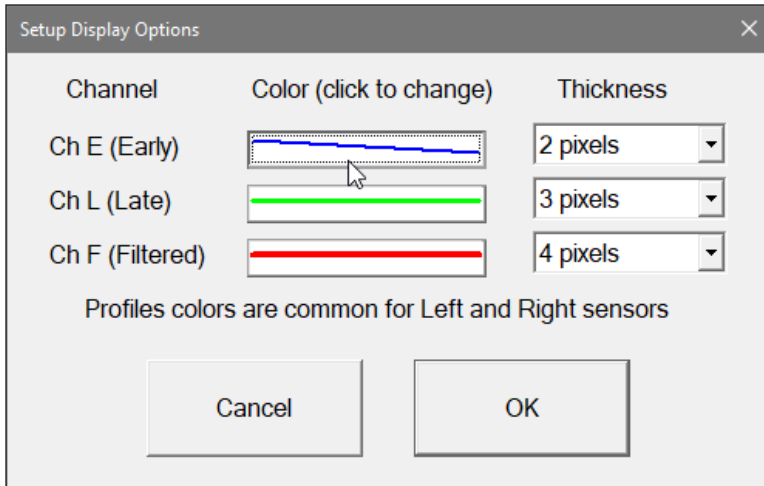 Setup Display Options
Channel Color (click to change) Thickness
Ch E (Early) 2 pixels
Ch L (Late) 3 pixels
Ch F (Filtered) 4 pixels
Profiles colors are common for Left and Right sensors
Cancel OK